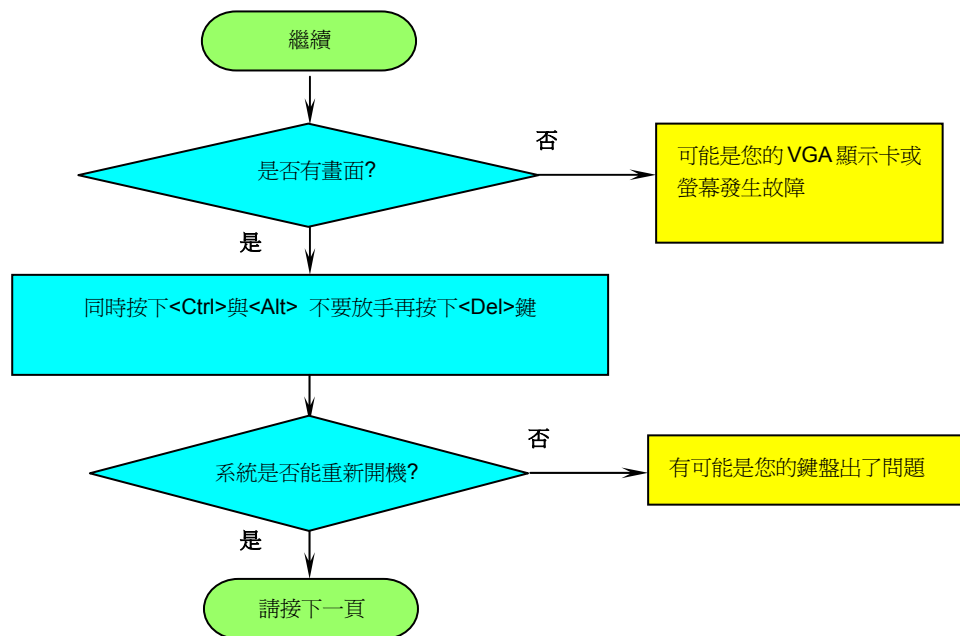 繼續
是否有畫面?
否
可能是您的 VGA 顯示卡或
螢幕發生故障
是
同時按下<Ctrl>與<Alt> 不要放手再按下<Del>鍵
系統是否能重新開機?
否
有可能是您的鍵盤出了問題
是
請接下一頁